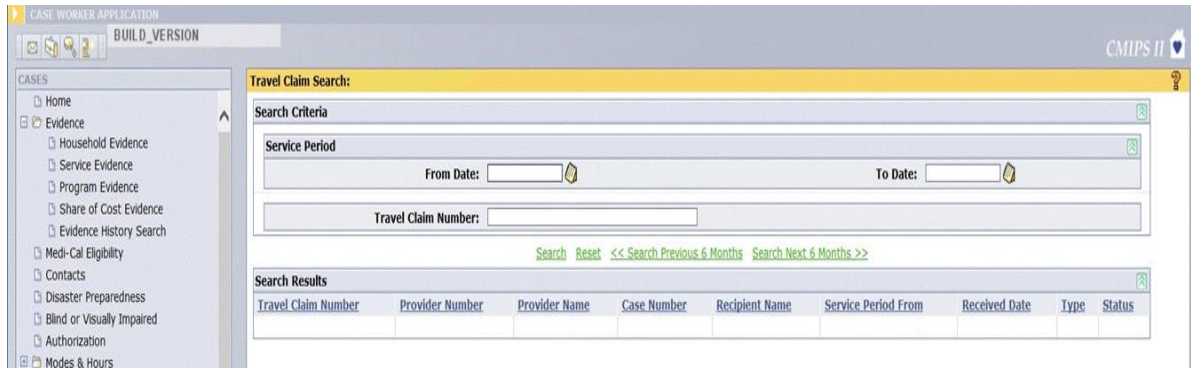 CASE WORKER APPLICATION
BUILD_VERSION
CMIPS II
CASES
Home
Evidence
Household Evidence
Service Evidence
Program Evidence
Share of Cost Evidence
Evidence History Search
Medi-Cal Eligibility
Contacts
Disaster Preparedness
Blind or Visually Impaired
Authorization
Modes & Hours
Travel Claim Search:
Search Criteria
Service Period
From Date: To Date:
Travel Claim Number:
Search Reset << Search Previous 6 Months Search Next 6 Months >>
Search Results
Travel Claim Number Provider Number Provider Name Case Number Recipient Name Service Period From Received Date Type Status